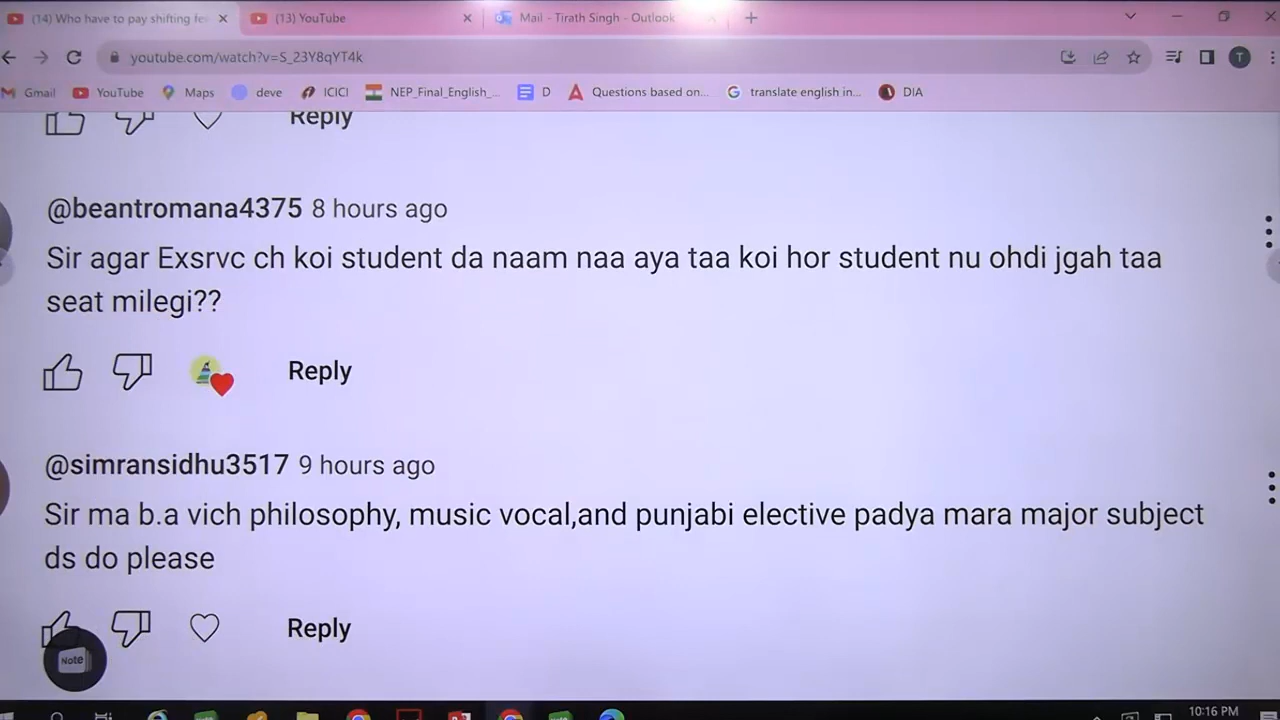 (14) Who have to pay shifting fe
(13) YouTube
Mail - Tirath Singh - Outlook
youtube.com/watch?v=S_23Y8qYT4k
T
Gmail
YouTube
Maps
deve
ICICI
NEP_Final_English_...
D
Questions based on...
translate english in...
DIA
Reply
@beantromana4375 8 hours ago
Sir agar Exsrvc ch koi student da naam naa aya taa koi hor student nu ohdi jgah taa
seat milegi??
Reply
@simransidhu3517 9 hours ago
Sir ma b.a vich philosophy, music vocal,and punjabi elective padya mara major subject
ds do please
Reply
Note
10:16 PM